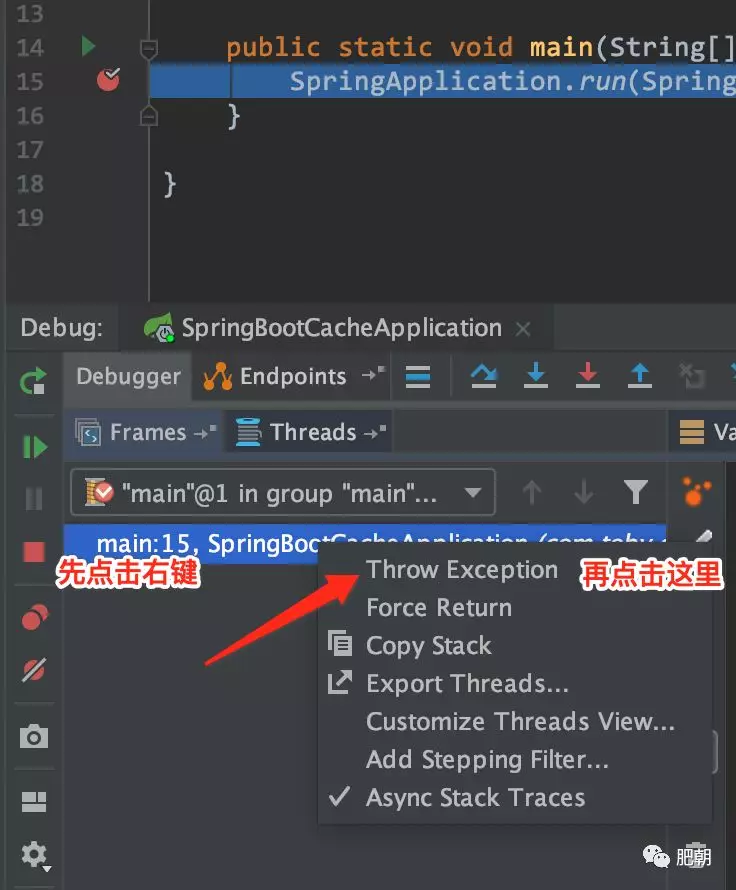 13
14 public static void main(String[]
15 SpringApplication.run(Spring
16 }
17
18 }
19
Debug: SpringBootCacheApplication
Debugger Endpoints
Frames Threads Va
"main"@1 in group "main"...
main:15, SpringBootCacheApplication (com.toby.
先点击右键
Throw Exception 再点击这里
Force Return
Copy Stack
Export Threads...
Customize Threads View...
Add Stepping Filter...
Async Stack Traces
肥朝